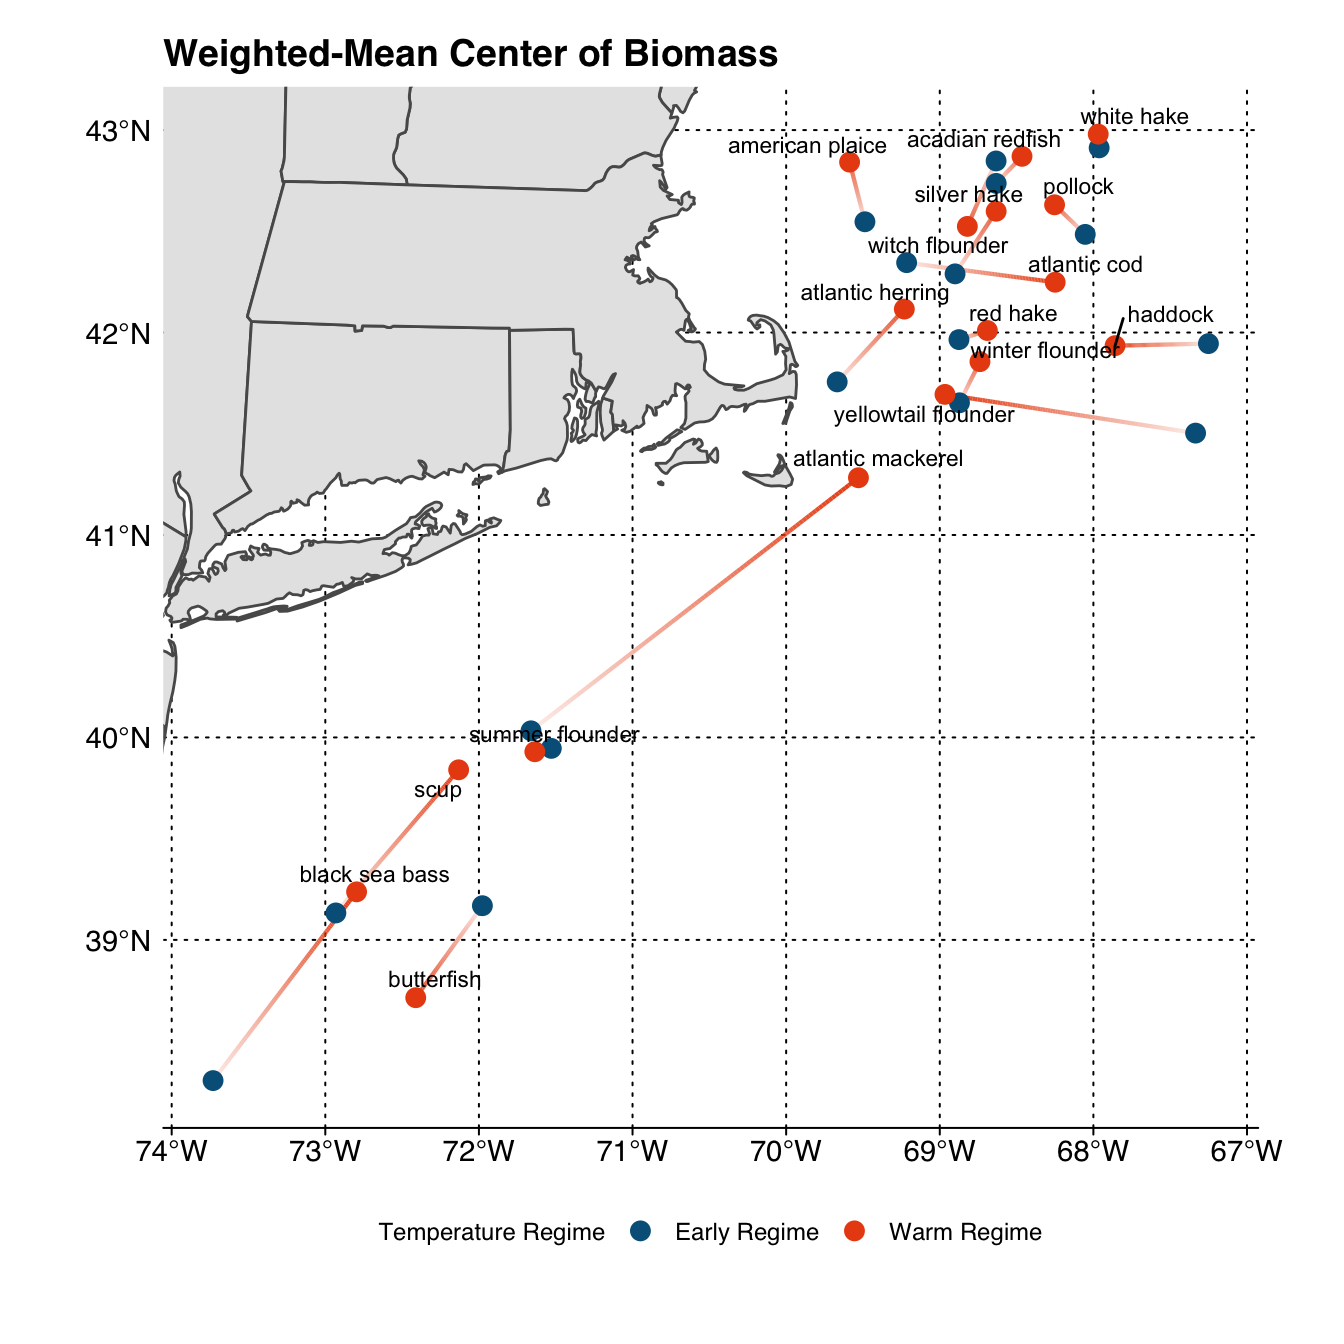 Weighted-Mean Center of Biomass
43°N
42°N
41°N
40°N
39°N
white hake
acadian redfish
american plaice
pollock
silver hake
witch flounder
atlantic cod
atlantic herring
red hake
haddock
winter flounder
yellowtail flounder
atlantic mackerel
summer flounder
scup
black sea bass
butterfish
74°W 73°W 72°W 71°W 70°W 69°W 68°W 67°W
Temperature Regime Early Regime Warm Regime